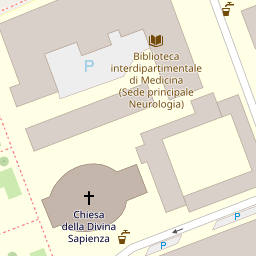 P
Biblioteca
interdipartimentale
di Medicina
(Sede principale
Neurologia)
Chiesa
della Divina
Sapienza
P
P